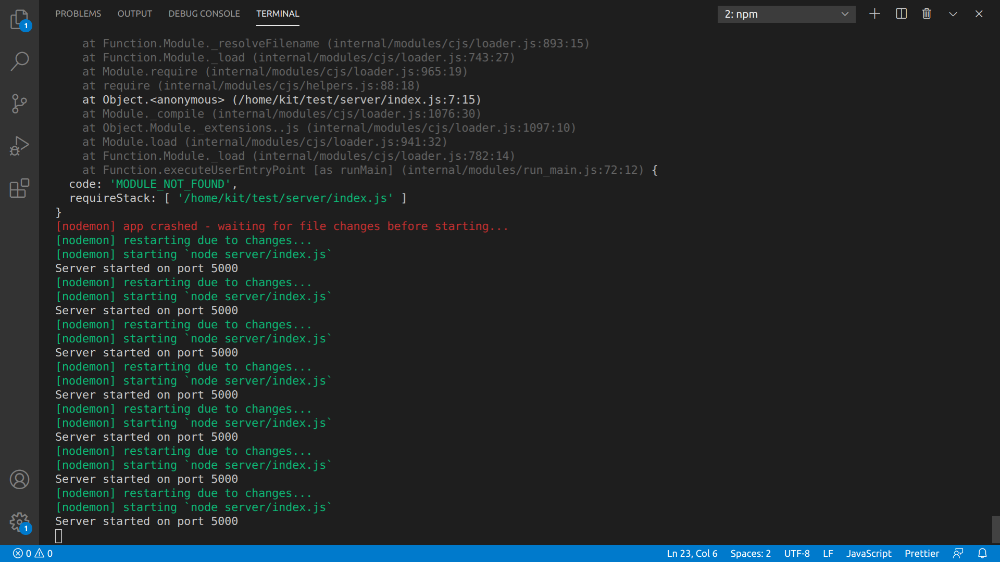 PROBLEMS OUTPUT DEBUG CONSOLE TERMINAL 2: npm
1
at Function.Module._resolveFilename (internal/modules/cjs/loader.js:893:15)
at Function.Module._load (internal/modules/cjs/loader.js:743:27)
at Module.require (internal/modules/cjs/loader.js:965:19)
at require (internal/modules/cjs/helpers.js:88:18)
at Object.<anonymous> (/home/kit/test/server/index.js:7:15)
at Module._compile (internal/modules/cjs/loader.js:1076:30)
at Object.Module._extensions..js (internal/modules/cjs/loader.js:1097:10)
at Module.load (internal/modules/cjs/loader.js:941:32)
at Function.Module._load (internal/modules/cjs/loader.js:782:14)
at Function.executeUserEntryPoint [as runMain] (internal/modules/run_main.js:72:12) {
code: 'MODULE_NOT_FOUND',
requireStack: [ '/home/kit/test/server/index.js' ]
}
[nodemon] app crashed - waiting for file changes before starting...
[nodemon] restarting due to changes...
[nodemon] starting `node server/index.js`
Server started on port 5000
[nodemon] restarting due to changes...
[nodemon] starting `node server/index.js`
Server started on port 5000
[nodemon] restarting due to changes...
[nodemon] starting `node server/index.js`
Server started on port 5000
[nodemon] restarting due to changes...
[nodemon] starting `node server/index.js`
Server started on port 5000
[nodemon] restarting due to changes...
[nodemon] starting `node server/index.js`
Server started on port 5000
[nodemon] restarting due to changes...
[nodemon] starting `node server/index.js`
Server started on port 5000
[nodemon] restarting due to changes...
[nodemon] starting `node server/index.js`
Server started on port 5000
1
0 0 Ln 23, Col 6 Spaces: 2 UTF-8 LF JavaScript Prettier